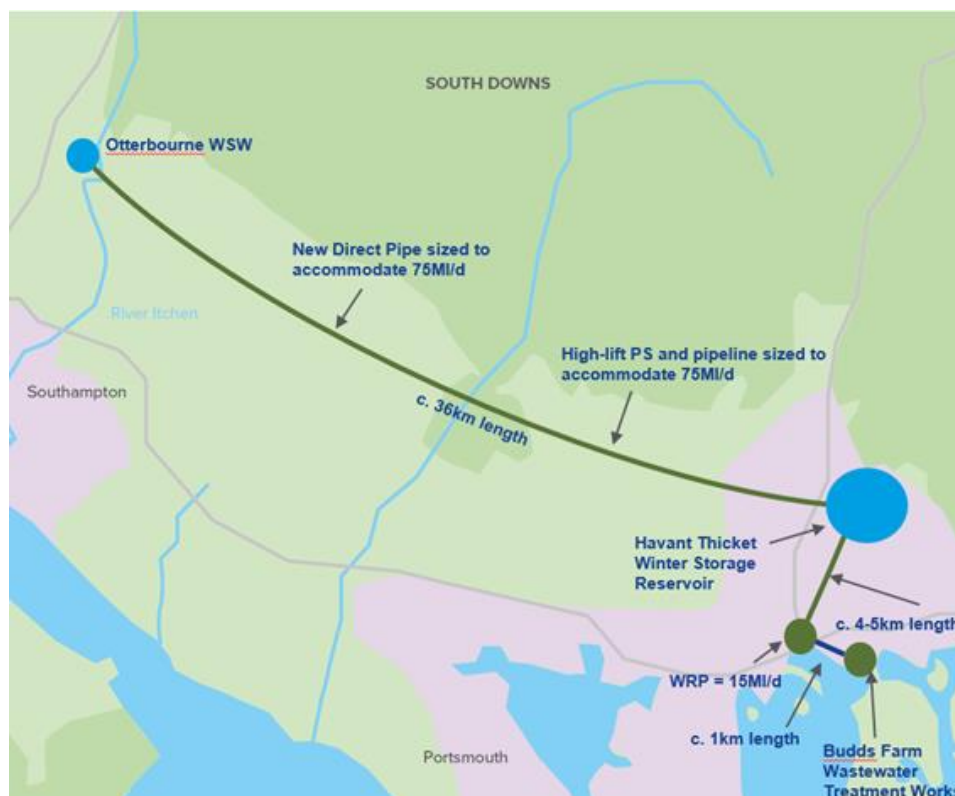 SOUTH DOWNS
Otterbourne WSW
New Direct Pipe sized to
accommodate 75Ml/d
River Itchen
High-lift PS and pipeline sized to
accommodate 75Ml/d
Southampton
c. 36km length
Havant Thicket
Winter Storage
Reservoir
c. 4-5km length
WRP = 15Ml/d
c. 1km length
Budds Farm
Wastewater
Treatment Works
Portsmouth